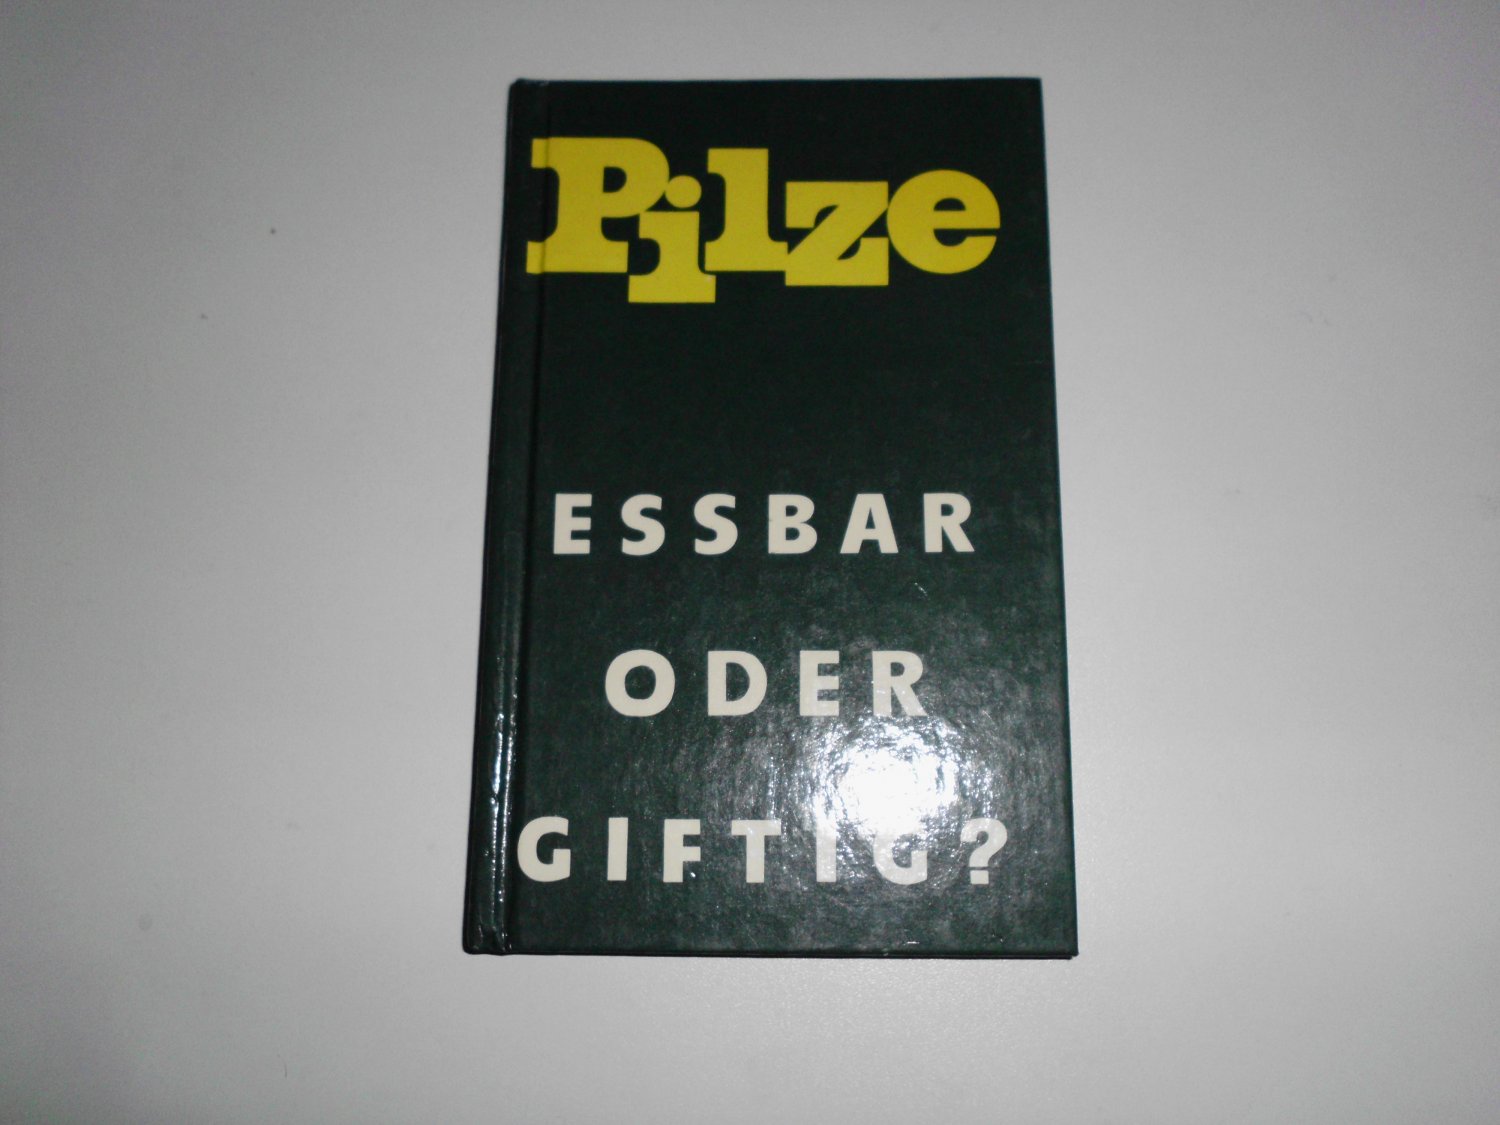 Pilze
ESSBAR
ODER
GIFTIG?